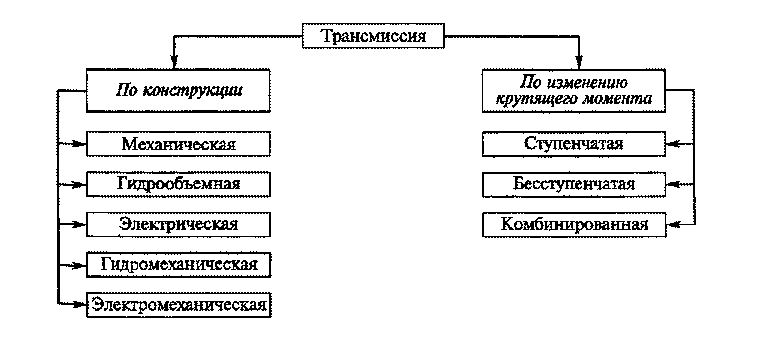 Трансмиссия
По конструкции
Механическая
Гидрообъемная
Электрическая
Гидромеханическая
Электромеханическая
По изменению
крутящего момента
Ступенчатая
Бесступенчатая
Комбинированная